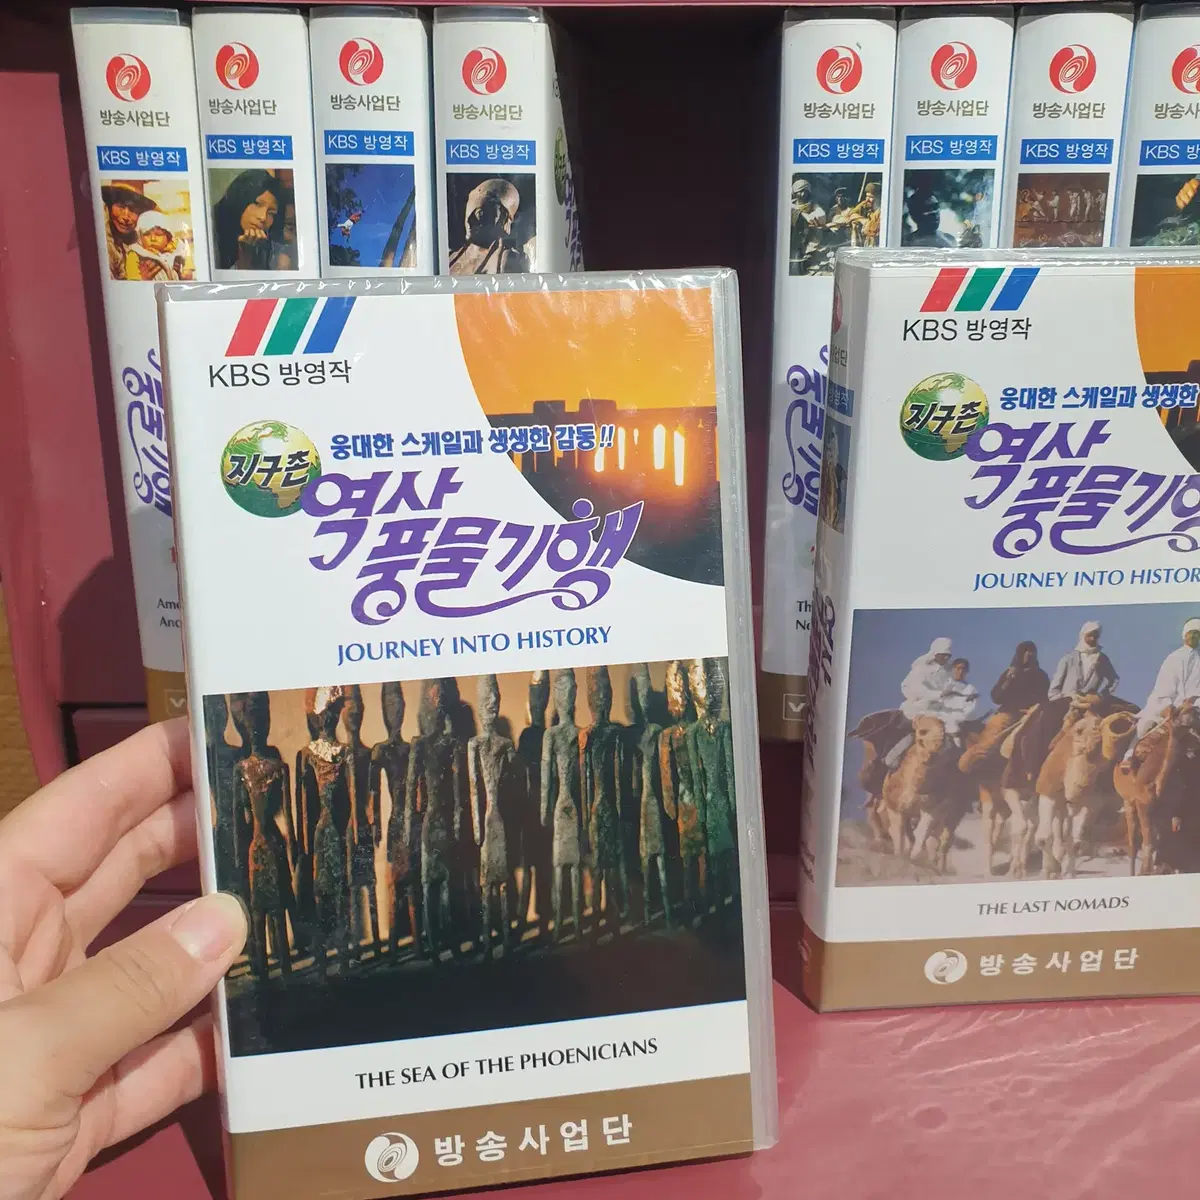 방송사업단
KBS 방영작
방송사업단
KBS 방영작
방송사업단
KBS 방영작
방송사업단
KBS 방영작
방송사업단
KBS 방영작
방송사업단
KBS 방영작
방송사업단
KBS 방영작
KBS
KBS 방영작
지구촌
웅대한 스케일과 생생한 감동!!
역사
풍물기행
JOURNEY INTO HISTORY
THE SEA OF THE PHOENICIANS
방송사업단
KBS 방영작
지구촌
웅대한 스케일과 생생한
역사
풍물기행
JOURNEY INTO HISTOR
THE LAST NOMADS
방송사업단